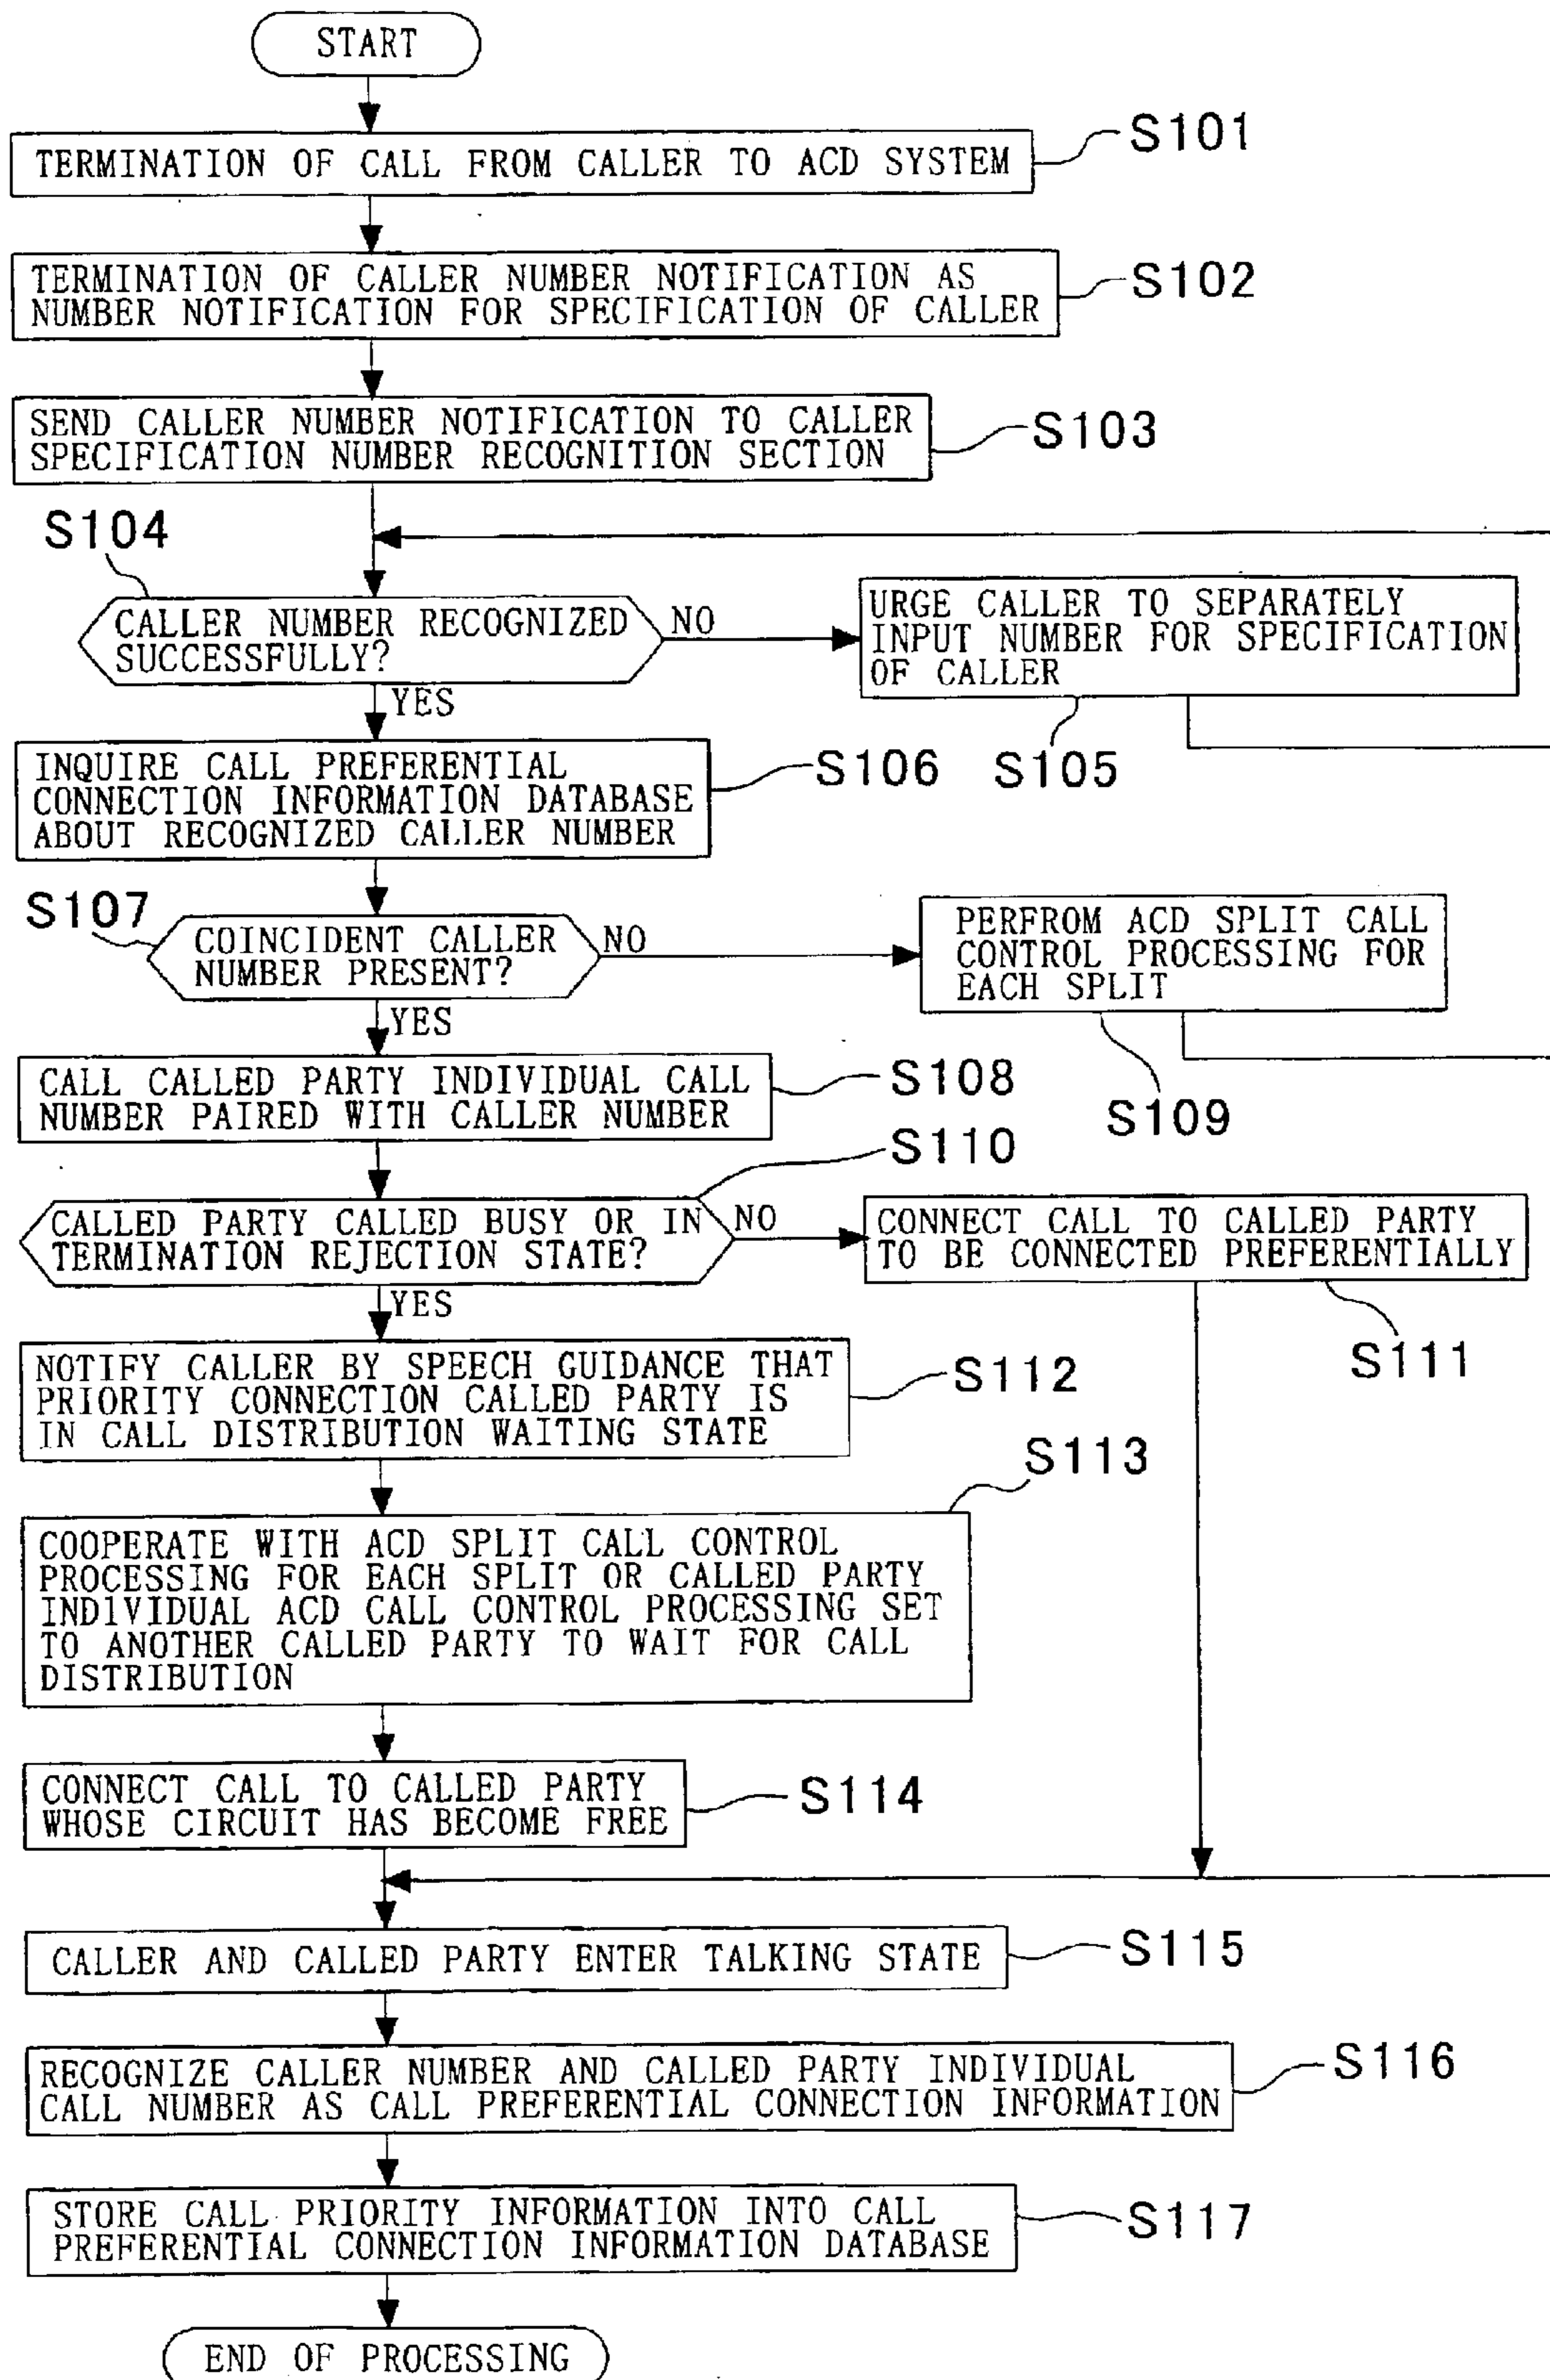 START
TERMINATION OF CALL FROM CALLER TO ACD SYSTEM
S101
TERMINATION OF CALLER NUMBER NOTIFICATION AS
NUMBER NOTIFICATION FOR SPECIFICATION OF CALLER
S102
SEND CALLER NUMBER NOTIFICATION TO CALLER
SPECIFICATION NUMBER RECOGNITION SECTION
S103
S104
CALLER NUMBER RECOGNIZED
SUCCESSFULLY?
NO
URGE CALLER TO SEPARATELY
INPUT NUMBER FOR SPECIFICATION
OF CALLER
YES
S105
INQUIRE CALL PREFERENTIAL
CONNECTION INFORMATION DATABASE
ABOUT RECOGNIZED CALLER NUMBER
S106
S107
COINCIDENT CALLER
NUMBER PRESENT?
NO
PERFROM ACD SPLIT CALL
CONTROL PROCESSING FOR
EACH SPLIT
YES
S109
CALL CALLED PARTY INDIVIDUAL CALL
NUMBER PAIRED WITH CALLER NUMBER
S108
S110
CALLED PARTY CALLED BUSY OR IN
TERMINATION REJECTION STATE?
NO
CONNECT CALL TO CALLED PARTY
TO BE CONNECTED PREFERENTIALLY
YES
S111
NOTIFY CALLER BY SPEECH GUIDANCE THAT
PRIORITY CONNECTION CALLED PARTY IS
IN CALL DISTRIBUTION WAITING STATE
S112
S113
COOPERATE WITH ACD SPLIT CALL CONTROL
PROCESSING FOR EACH SPLIT OR CALLED PARTY
INDIVIDUAL ACD CALL CONTROL PROCESSING SET
TO ANOTHER CALLED PARTY TO WAIT FOR CALL
DISTRIBUTION
CONNECT CALL TO CALLED PARTY
WHOSE CIRCUIT HAS BECOME FREE
S114
CALLER AND CALLED PARTY ENTER TALKING STATE
S115
RECOGNIZE CALLER NUMBER AND CALLED PARTY INDIVIDUAL
CALL NUMBER AS CALL PREFERENTIAL CONNECTION INFORMATION
S116
STORE CALL PRIORITY INFORMATION INTO CALL
PREFERENTIAL CONNECTION INFORMATION DATABASE
S117
END OF PROCESSING